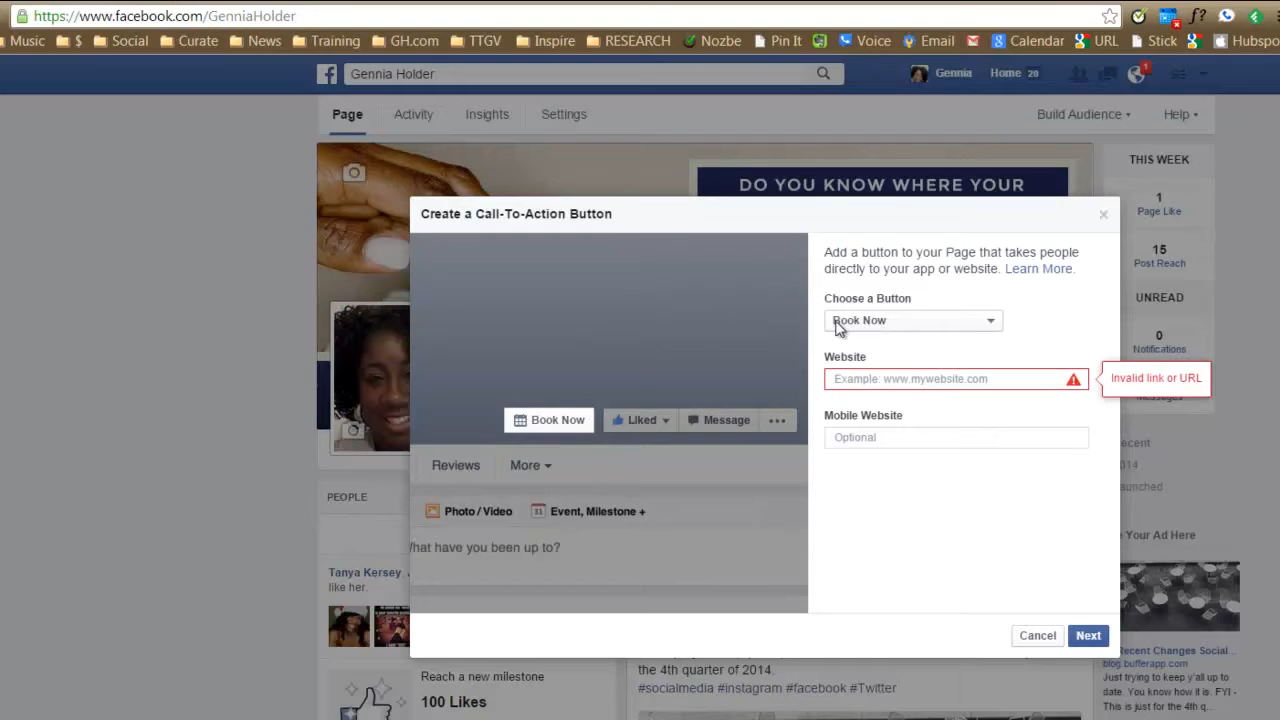 https://www.facebook.com/GenniaHolder
Music $ Social Curate News Training GH.com TTGV Inspire RESEARCH Nozbe Pin It Voice Email Calendar URL Stick Hubspo
Gennia Holder
Gennia Home 20 1
Page Activity Insights Settings Build Audience Help
DO YOU KNOW WHERE YOUR
THIS WEEK
1
Page Like
15
Post Reach
UNREAD
0
Notifications
Create a Call-To-Action Button
Add a button to your Page that takes people
directly to your app or website. Learn More.
Choose a Button
Book Now
Website
Example: www.mywebsite.com
Invalid link or URL
Mobile Website
Optional
Book Now Liked Message
Reviews More
Photo / Video Event, Milestone +
hat have you been up to?
Cancel Next
PEOPLE
Tanya Kersey,
like her.
Reach a new milestone
100 Likes
the 4th quarter of 2014.
#socialmedia #instagram #facebook #Twitter
ecent
014
aunched
Your Ad Here
Recent Changes Social...
blog.bufferapp.com
Just trying to keep y'all up to
date. You know how it is. FYI -
This is just for the 4th q...